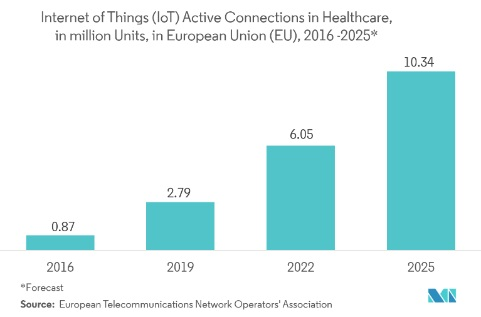 Internet of Things (IoT) Active Connections in Healthcare,
in million Units, in European Union (EU), 2016 -2025*
10.34
6.05
2.79
0.87
2016 2019 2022 2025
*Forecast
Source: European Telecommunications Network Operators' Association